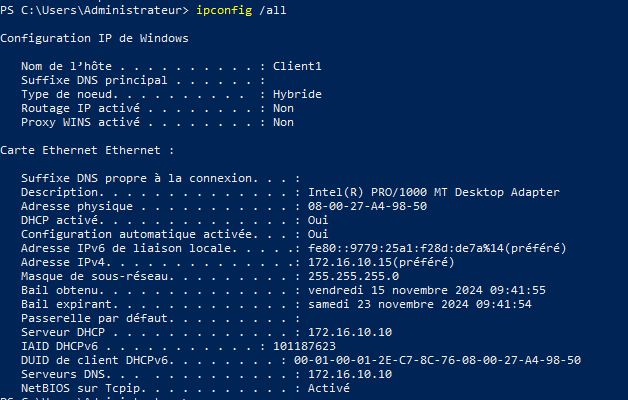 PS C:\Users\Administrateur> ipconfig /all
Configuration IP de Windows
Nom de l’hôte . . . . . . . . . . : Client1
Suffixe DNS principal . . . . . . :
Type de noeud. . . . . . . . . . : Hybride
Routage IP activé . . . . . . . . : Non
Proxy WINS activé . . . . . . . . : Non
Carte Ethernet Ethernet :
Suffixe DNS propre à la connexion. . . :
Description. . . . . . . . . . . . . . : Intel(R) PRO/1000 MT Desktop Adapter
Adresse physique . . . . . . . . . . . : 08-00-27-A4-98-50
DHCP activé. . . . . . . . . . . . . . : Oui
Configuration automatique activée. . . : Oui
Adresse IPv6 de liaison locale. . . . .: fe80::9779:25a1:f28d:de7a%14(préféré)
Adresse IPv4. . . . . . . . . . . . . .: 172.16.10.15(préféré)
Masque de sous-réseau. . . . . . . . . : 255.255.255.0
Bail obtenu. . . . . . . . . . . . . . : vendredi 15 novembre 2024 09:41:55
Bail expirant. . . . . . . . . . . . . : samedi 23 novembre 2024 09:41:54
Passerelle par défaut. . . . . . . . . :
Serveur DHCP . . . . . . . . . . . . . : 172.16.10.10
IAID DHCPv6 . . . . . . . . . . . : 101187623
DUID de client DHCPv6. . . . . . . . : 00-01-00-01-2E-C7-8C-76-08-00-27-A4-98-50
Serveurs DNS. . . . . . . . . . . . . : 172.16.10.10
NetBIOS sur Tcpip. . . . . . . . . . . : Activé